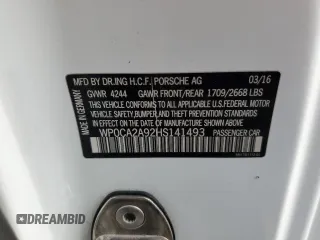 MFD BY DR.ING H.C.F. PORSCHE AG 03/16
GVWR 4244 GAWR FRONT/REAR 1709/2668 LBS
THIS VEHICLE CONFORMS TO ALL APPLICABLE U.S. FEDERAL MOTOR
VEHICLE SAFETY, BUMPER, AND THEFT PREVENTION STANDARDS IN
EFFECT ON THE DATE OF MANUFACTURE SHOWN ABOVE.
WP0CA2A92HS141493 PASSENGER CAR
MADE IN GERMANY
DREAMBID